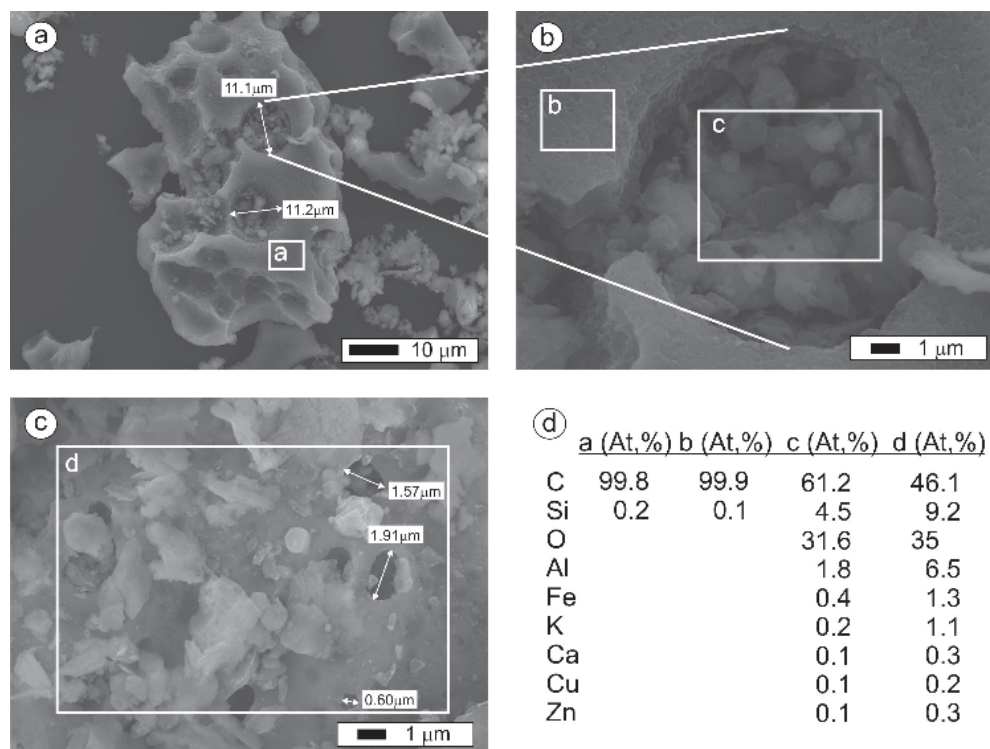 a
11.1μm
11.2μm
a
10 μm
b
b
c
1 μm
c
d
1.57μm
1.91μm
0.60μm
1 μm
d
a (At,%) b (At,%) c (At,%) d (At,%)
C 99.8 99.9 61.2 46.1
Si 0.2 0.1 4.5 9.2
O 31.6 35
Al 1.8 6.5
Fe 0.4 1.3
K 0.2 1.1
Ca 0.1 0.3
Cu 0.1 0.2
Zn 0.1 0.3